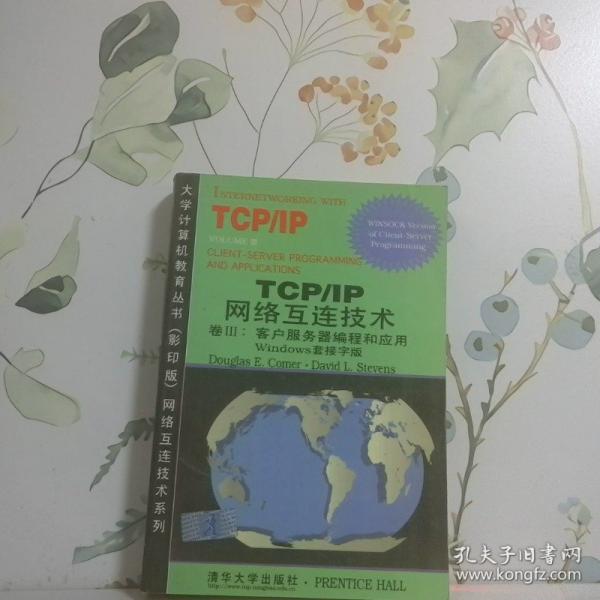 INTERNETWORKING WITH
TCP/IP
VOLUME III
CLIENT-SERVER PROGRAMMING
AND APPLICATIONS
WINSOCK Version
of Client-Server
Programming
TCP/IP
网络互连技术
卷III：客户服务器编程和应用
Windows套接字版
Douglas E. Comer · David L. Stevens
清华大学出版社 · PRENTICE HALL
大学计算机教育丛书（影印版）网络互连技术系列
孔夫子旧书网
www.kongfz.com